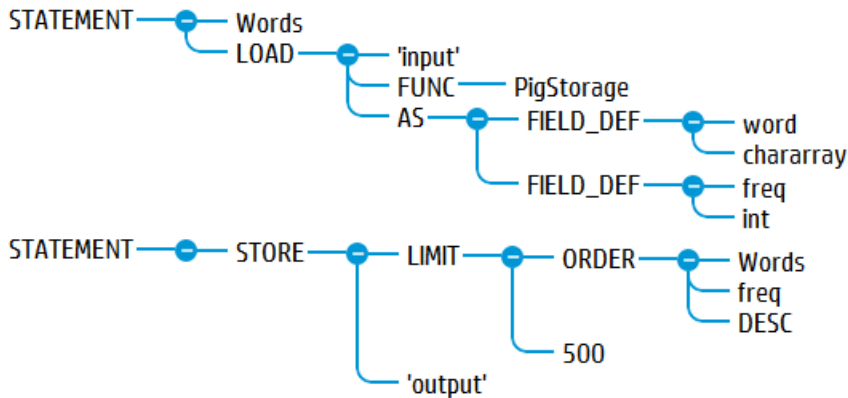 STATEMENT Words
LOAD 'input'
FUNC PigStorage
AS FIELD_DEF word
chararray
FIELD_DEF freq
int
STATEMENT STORE LIMIT ORDER Words
freq
DESC
500
'output'